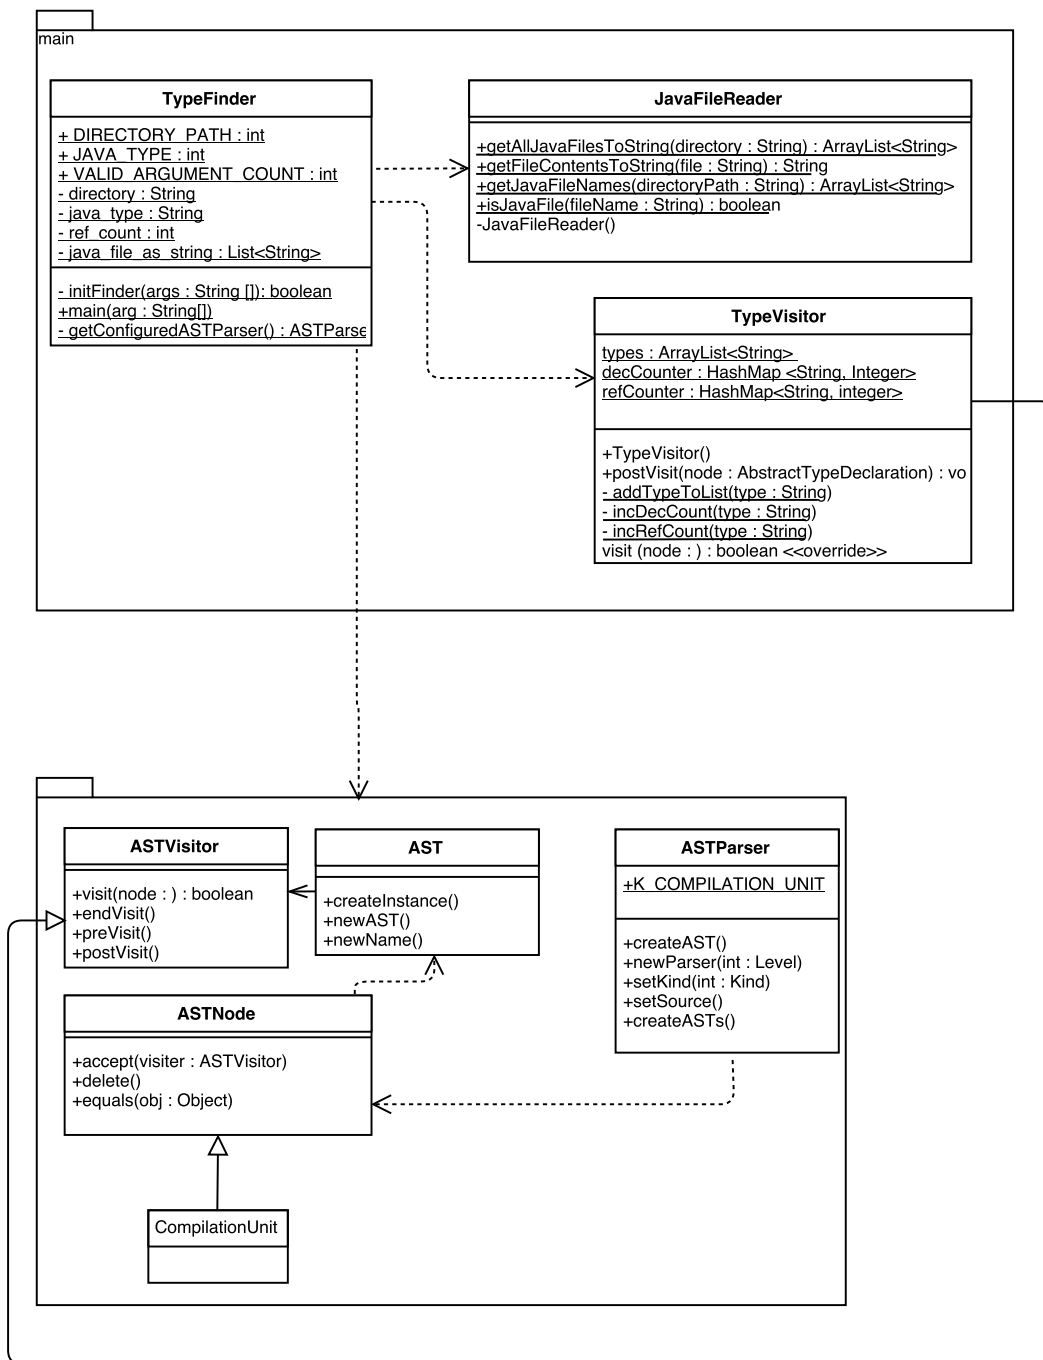 main
TypeFinder
+ DIRECTORY_PATH : int
+ JAVA_TYPE : int
+ VALID_ARGUMENT_COUNT : int
- directory : String
- java_type : String
- ref_count : int
- java_file_as_string : List<String>
- initFinder(args : String []): boolean
+main(arg : String[])
- getConfiguredASTParser() : ASTParse
JavaFileReader
+getAllJavaFilesToString(directory : String) : ArrayList<String>
+getFileContentsToString(file : String) : String
+getJavaFileNames(directoryPath : String) : ArrayList<String>
+isJavaFile(fileName : String) : boolean
-JavaFileReader()
TypeVisitor
types : ArrayList<String>
decCounter : HashMap <String, Integer>
refCounter : HashMap<String, integer>
+TypeVisitor()
+postVisit(node : AbstractTypeDeclaration) : vo
- addTypeToList(type : String)
- incDecCount(type : String)
- incRefCount(type : String)
visit (node : ) : boolean <<override>>
ASTVisitor
+visit(node : ) : boolean
+endVisit()
+preVisit()
+postVisit()
AST
+createInstance()
+newAST()
+newName()
ASTParser
+K_COMPILATION_UNIT
+createAST()
+newParser(int : Level)
+setKind(int : Kind)
+setSource()
+createASTs()
ASTNode
+accept(visiter : ASTVisitor)
+delete()
+equals(obj : Object)
CompilationUnit